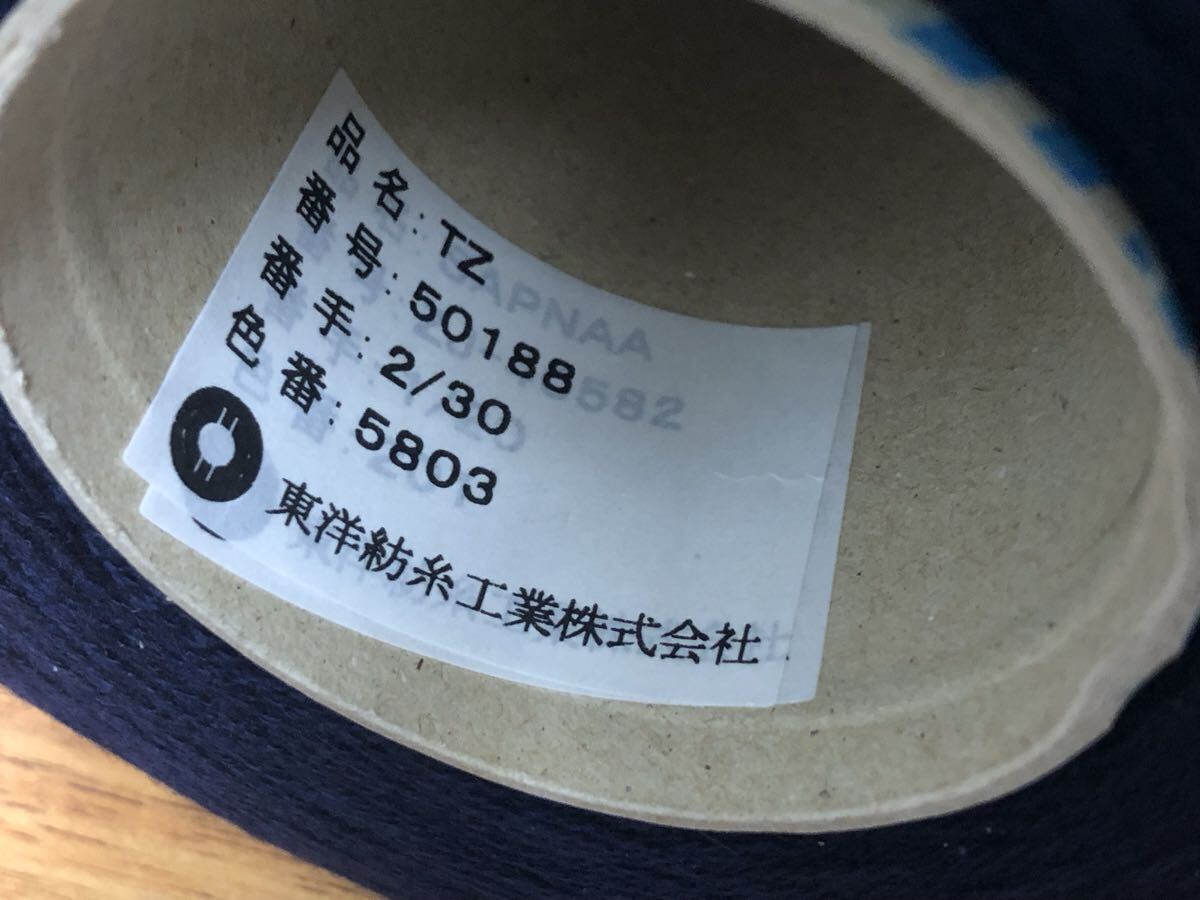 品名: TZ
番号: 50188
番手: 2/30
色番: 5803
東洋紡糸工業株式会社